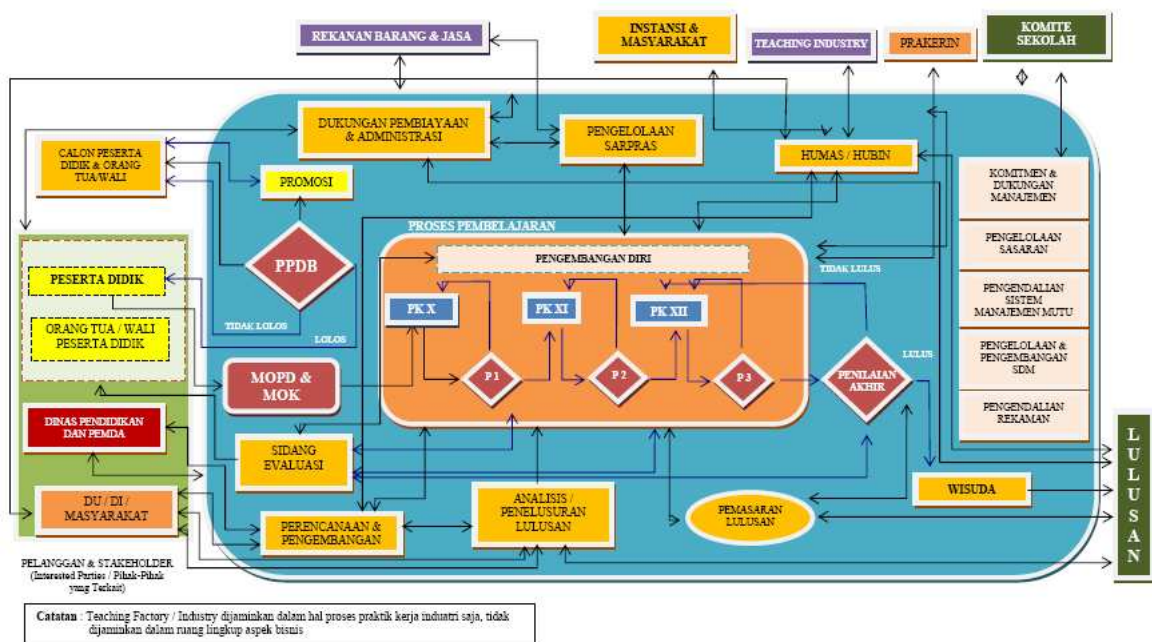 REKANAN BARANG & JASA
INSTANSI &
MASYARAKAT
TEACHING INDUSTRY
PRAKERIN
KOMITE
SEKOLAH
DUKUNGAN PEMBIAYAAN
& ADMINISTRASI
PENGELOLAAN
SARPRAS
HUMAS / HUBIN
CALON PESERTA
DIDIK & ORANG
TUA/WALI
PROMOSI
KOMITMEN &
DUKUNGAN
MANAJEMEN
PENGELOLAAN
SASARAN
PENGENDALIAN
SISTEM
MANAJEMEN MUTU
PENGELOLAAN &
PENGEMBANGAN
SDM
PENGENDALIAN
REKAMAN
PROSES PEMBELAJARAN
PPDB
PENGEMBANGAN DIRI
TIDAK LULUS
PESERTA DIDIK
ORANG TUA / WALI
PESERTA DIDIK
TIDAK LOLOS
LOLOS
PK X
PK XI
PK XII
P 1
P 2
P 3
LULUS
PENILAIAN
AKHIR
MOPD &
MOK
DINAS PENDIDIKAN
DAN PEMDA
SIDANG
EVALUASI
DU / DI /
MASYARAKAT
PERENCANAAN &
PENGEMBANGAN
ANALISIS /
PENELUSURAN
LULUSAN
PEMASARAN
LULUSAN
WISUDA
L
U
L
U
S
A
N
PELANGGAN & STAKEHOLDER
(Interested Parties / Pihak-Pihak
yang Terkait)
Catatan : Teaching Factory / Industry dijaminkan dalam hal proses praktik kerja induatri saja, tidak
dijaminkan dalam ruang lingkup aspek bisnis